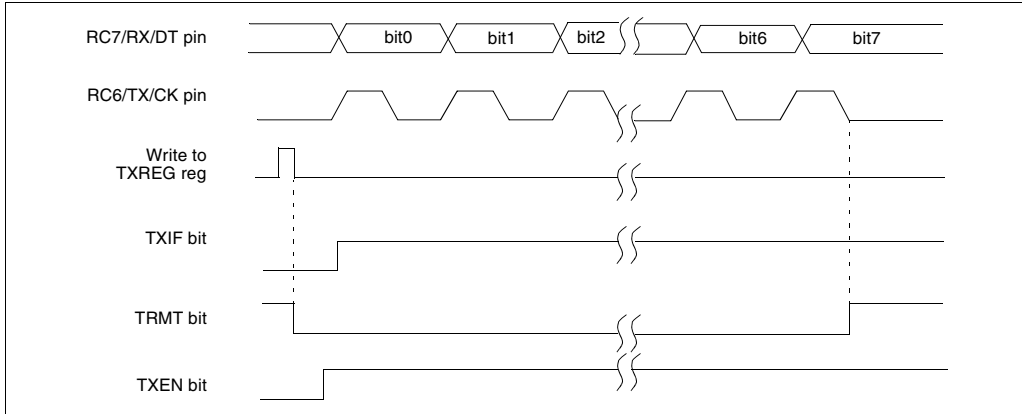 RC7/RX/DT pin
bit0 bit1 bit2 bit6 bit7
RC6/TX/CK pin
Write to
TXREG reg
TXIF bit
TRMT bit
TXEN bit